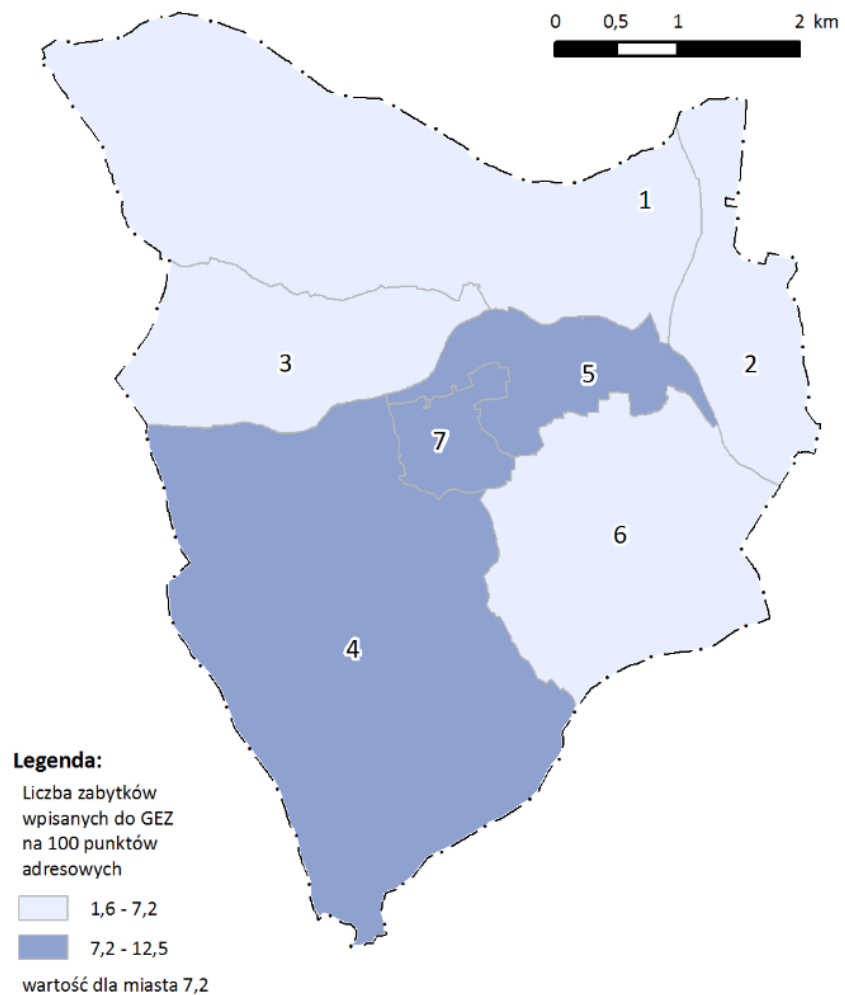 0 0,5 1 2 km
1
2
3
5
7
6
4
Legenda:
Liczba zabytków
wpisanych do GEZ
na 100 punktów
adresowych
1,6 - 7,2
7,2 - 12,5
wartość dla miasta 7,2